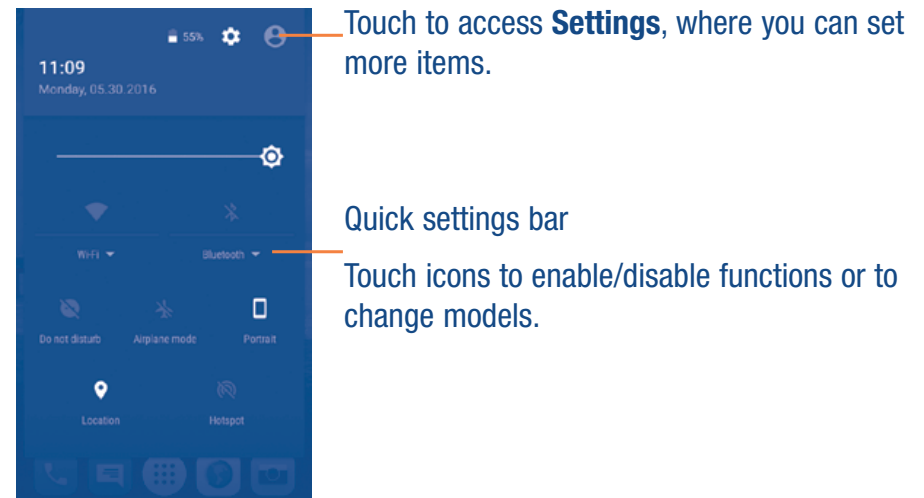 55%
11:09
Monday, 05.30.2016
Wi-Fi
Bluetooth
Do not disturb
Airplane mode
Portrait
Location
Hotspot
Touch to access Settings, where you can set
more items.
Quick settings bar
Touch icons to enable/disable functions or to
change models.